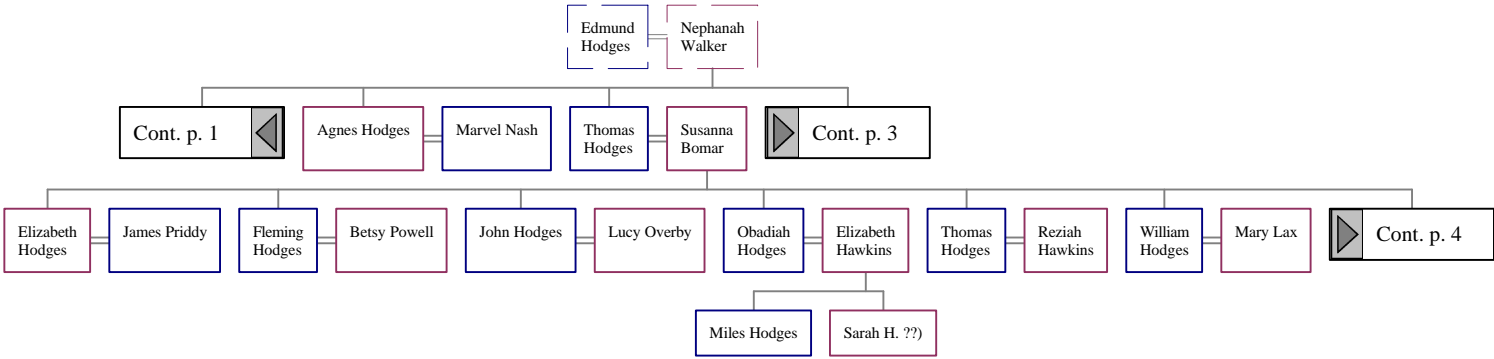 Edmund
Hodges
Nephanah
Walker
Cont. p. 1
Agnes Hodges
Marvel Nash
Thomas
Hodges
Susanna
Bomar
Cont. p. 3
Elizabeth
Hodges
James Priddy
Fleming
Hodges
Betsy Powell
John Hodges
Lucy Overby
Obadiah
Hodges
Elizabeth
Hawkins
Thomas
Hodges
Reziah
Hawkins
William
Hodges
Mary Lax
Cont. p. 4
Miles Hodges
Sarah H. ??)